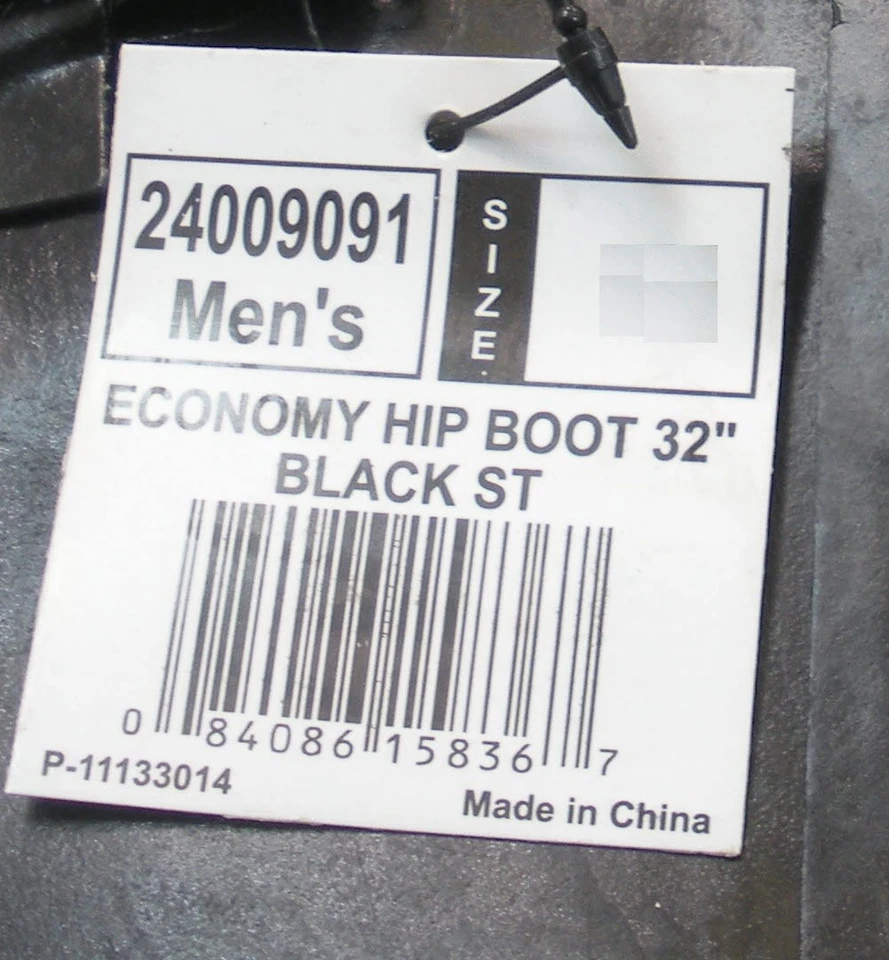 24009091
Men's
SIZE
ECONOMY HIP BOOT 32"
BLACK ST
0 84086 15836 7
P-11133014
Made in China